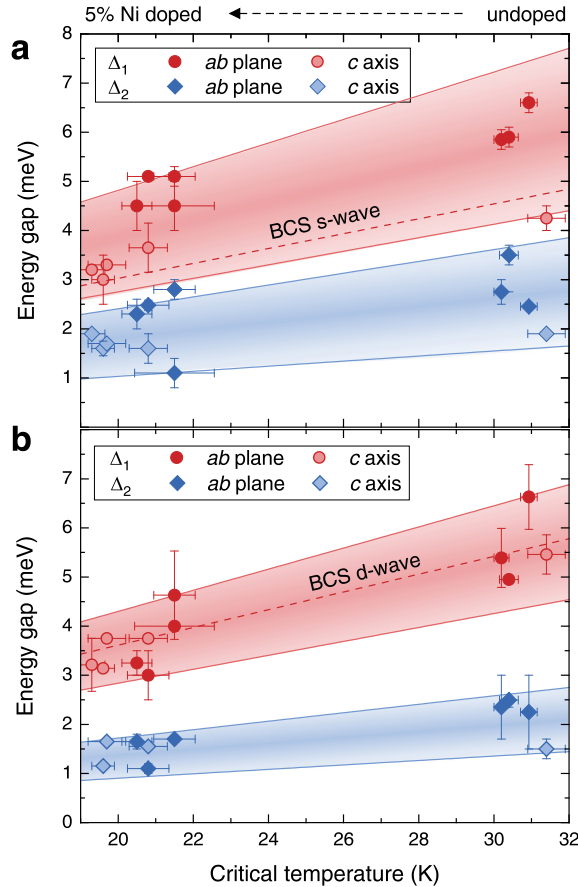 5% Ni doped undoped
a
8
Δ1 ab plane c axis
Δ2 ab plane c axis
7
6
5
4
3
2
1
Energy gap (meV)
BCS s-wave
b
Δ1 ab plane c axis
Δ2 ab plane c axis
7
6
5
4
3
2
1
0
Energy gap (meV)
BCS d-wave
20 22 24 26 28 30 32
Critical temperature (K)